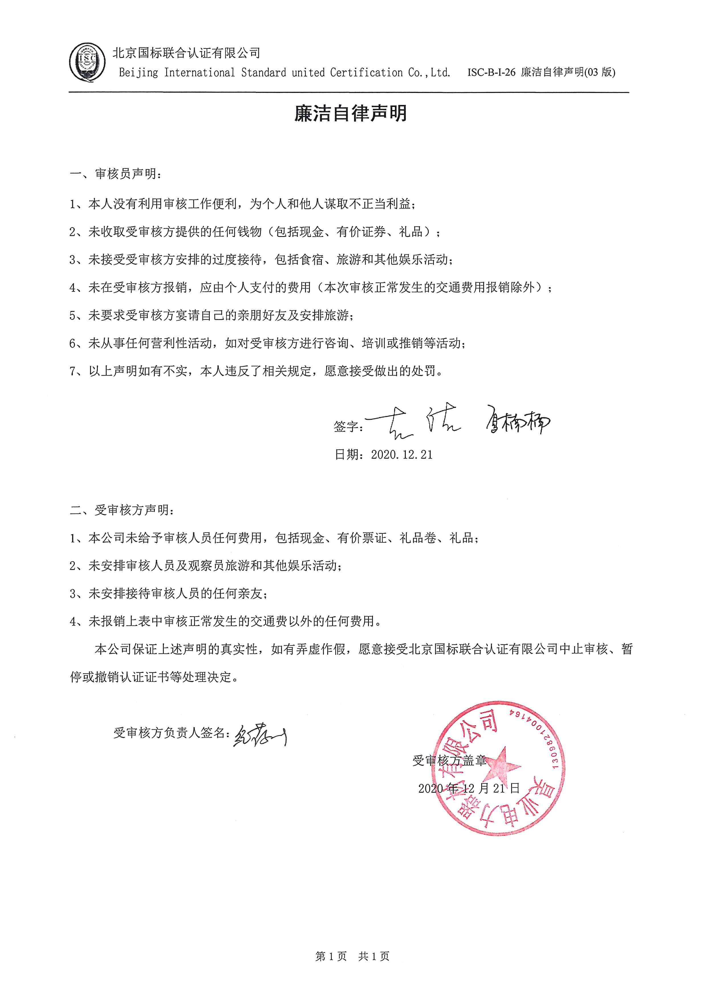 ISC
北京国标联合认证有限公司
Beijing International Standard united Certification Co.,Ltd. ISC-B-I-26 廉洁自律声明(03 版)
廉洁自律声明
一、审核员声明：
1、本人没有利用审核工作便利，为个人和他人谋取不正当利益；
2、未收取受审核方提供的任何钱物（包括现金、有价证券、礼品）；
3、未接受受审核方安排的过度接待，包括食宿、旅游和其他娱乐活动；
4、未在受审核方报销，应由个人支付的费用（本次审核正常发生的交通费用报销除外）；
5、未要求受审核方宴请自己的亲朋好友及安排旅游；
6、未从事任何营利性活动，如对受审核方进行咨询、培训或推销等活动；
7、以上声明如有不实，本人违反了相关规定，愿意接受做出的处罚。
签字：
日期：2020.12.21
二、受审核方声明：
1、本公司未给予审核人员任何费用，包括现金、有价票证、礼品卷、礼品；
2、未安排审核人员及观察员旅游和其他娱乐活动；
3、未安排接待审核人员的任何亲友；
4、未报销上表中审核正常发生的交通费以外的任何费用。
本公司保证上述声明的真实性，如有弄虚作假，愿意接受北京国标联合认证有限公司中止审核、暂
停或撤销认证证书等处理决定。
受审核方负责人签名：
受审核方盖章
2020 年 12 月 21 日
业电力器材有限公司
1309821004164
第 1 页 共 1 页